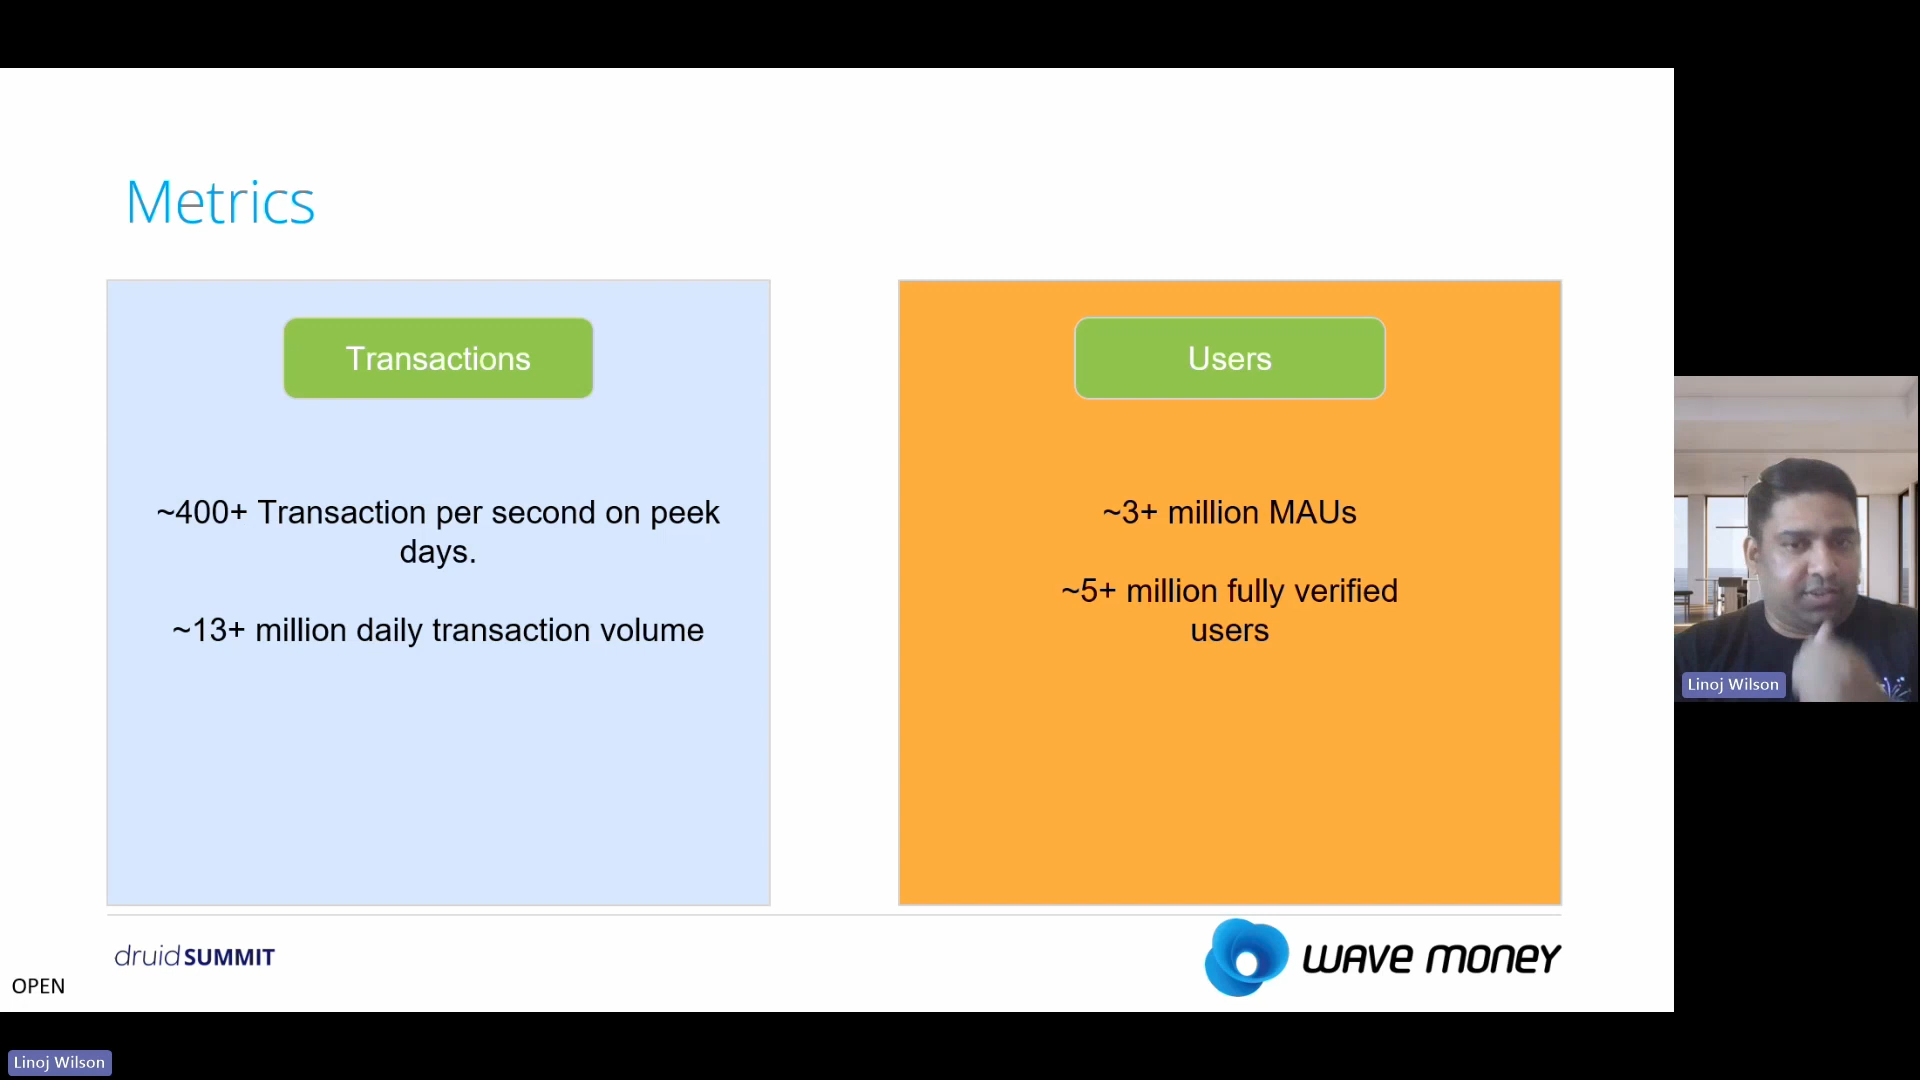 Metrics
Transactions
~400+ Transaction per second on peek
days.
~13+ million daily transaction volume
Users
~3+ million MAUs
~5+ million fully verified
users
druidSUMMIT
WAVE MONEY
OPEN
Linoj Wilson
Linoj Wilson